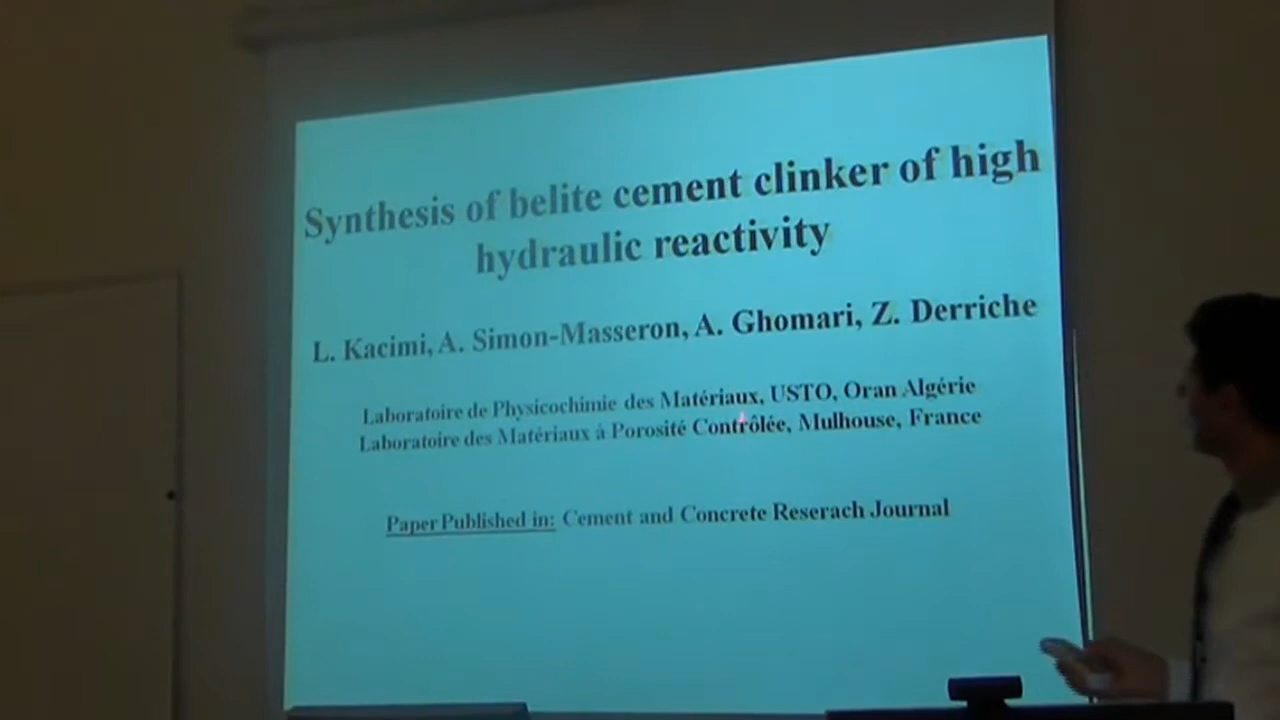 Synthesis of belite cement clinker of high
hydraulic reactivity
L. Kacimi, A. Simon-Masseron, A. Ghomari, Z. Derriche
Laboratoire de Physicochimie des Matériaux, USTO, Oran Algérie
Laboratoire des Matériaux à Porosité Contrôlée, Mulhouse, France
Paper Published in: Cement and Concrete Reserach Journal